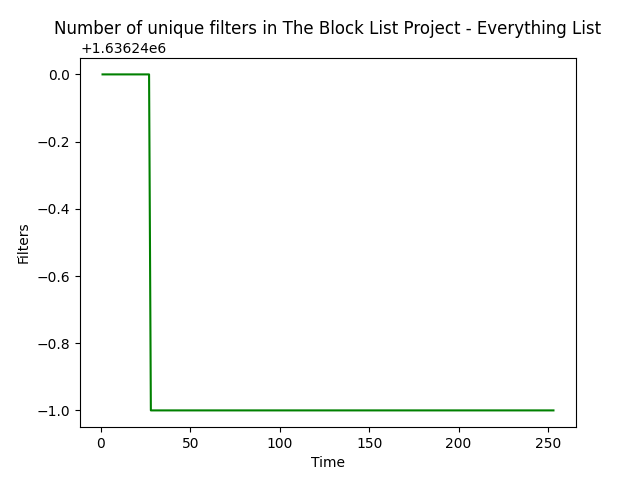 Number of unique filters in The Block List Project - Everything List
+1.63624e6
0.0
−0.2
−0.4
−0.6
−0.8
−1.0
Filters
0 50 100 150 200 250
Time